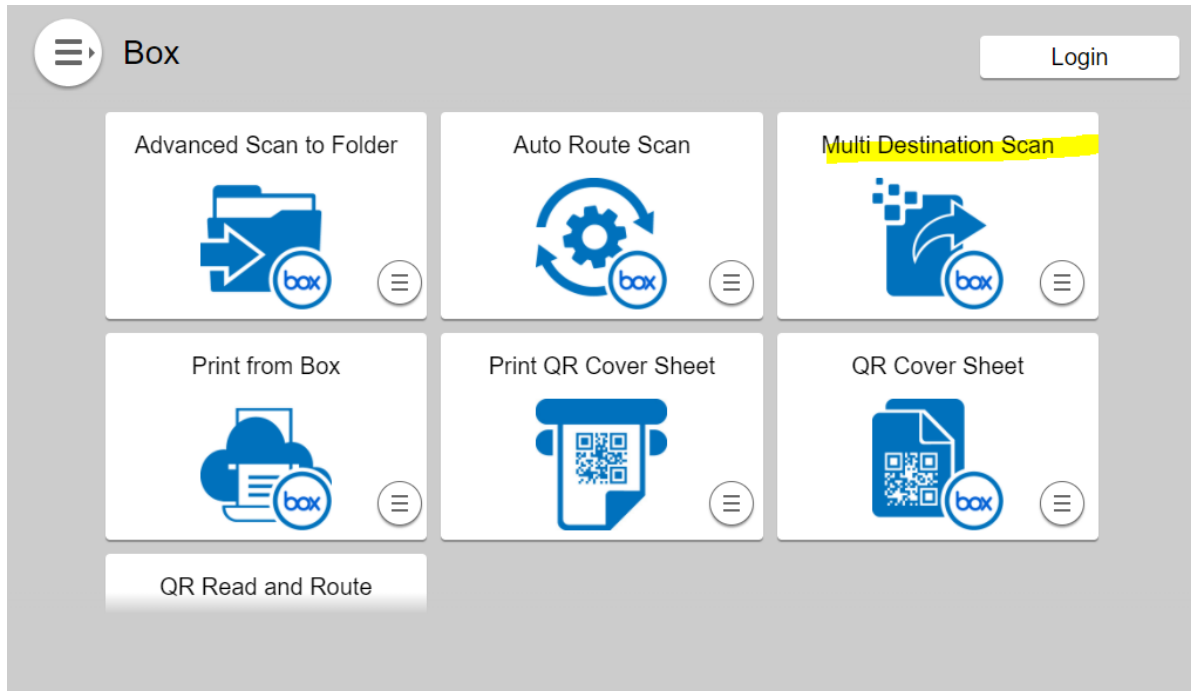 Box
Login
Advanced Scan to Folder
Auto Route Scan
Multi Destination Scan
box
box
box
Print from Box
Print QR Cover Sheet
QR Cover Sheet
box
box
QR Read and Route